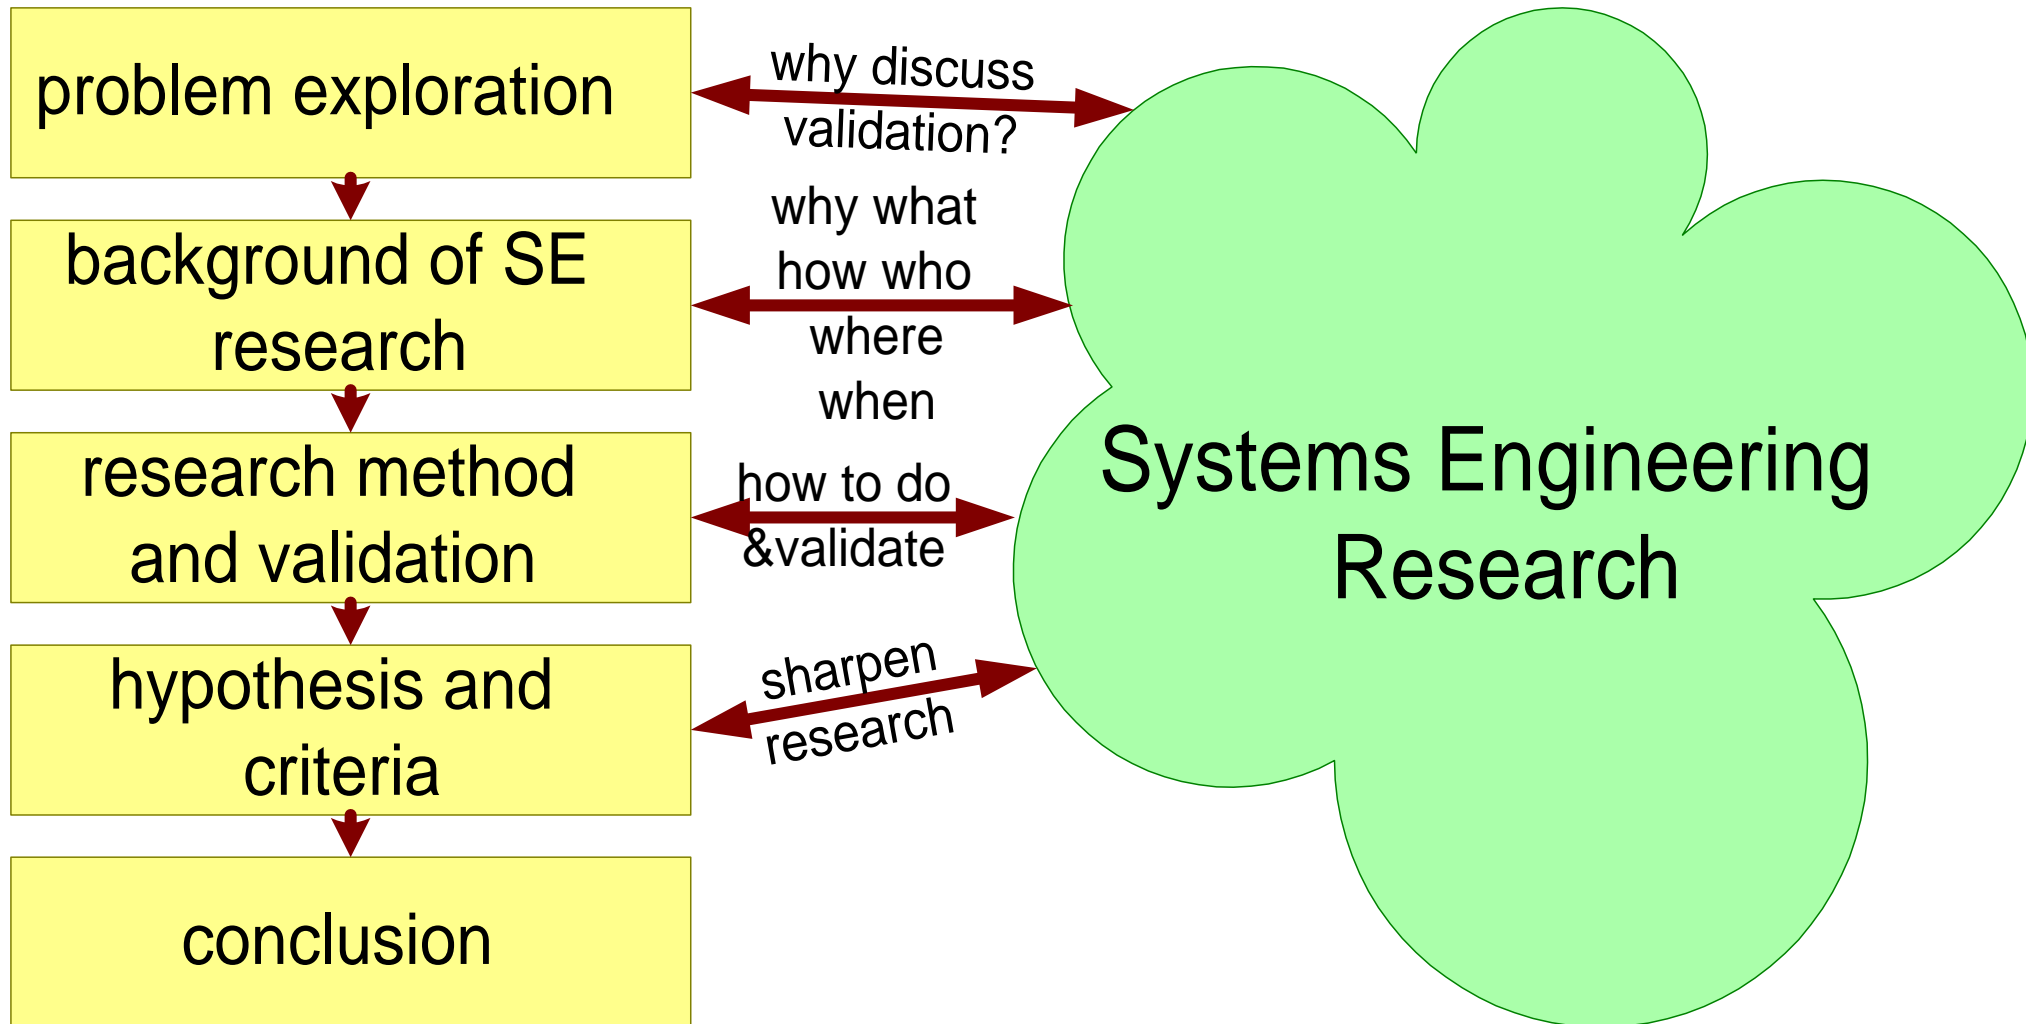 problem exploration
why discuss
validation?
background of SE
research
why what
how who
where
when
research method
and validation
how to do
&validate
hypothesis and
criteria
sharpen
research
conclusion
Systems Engineering
Research